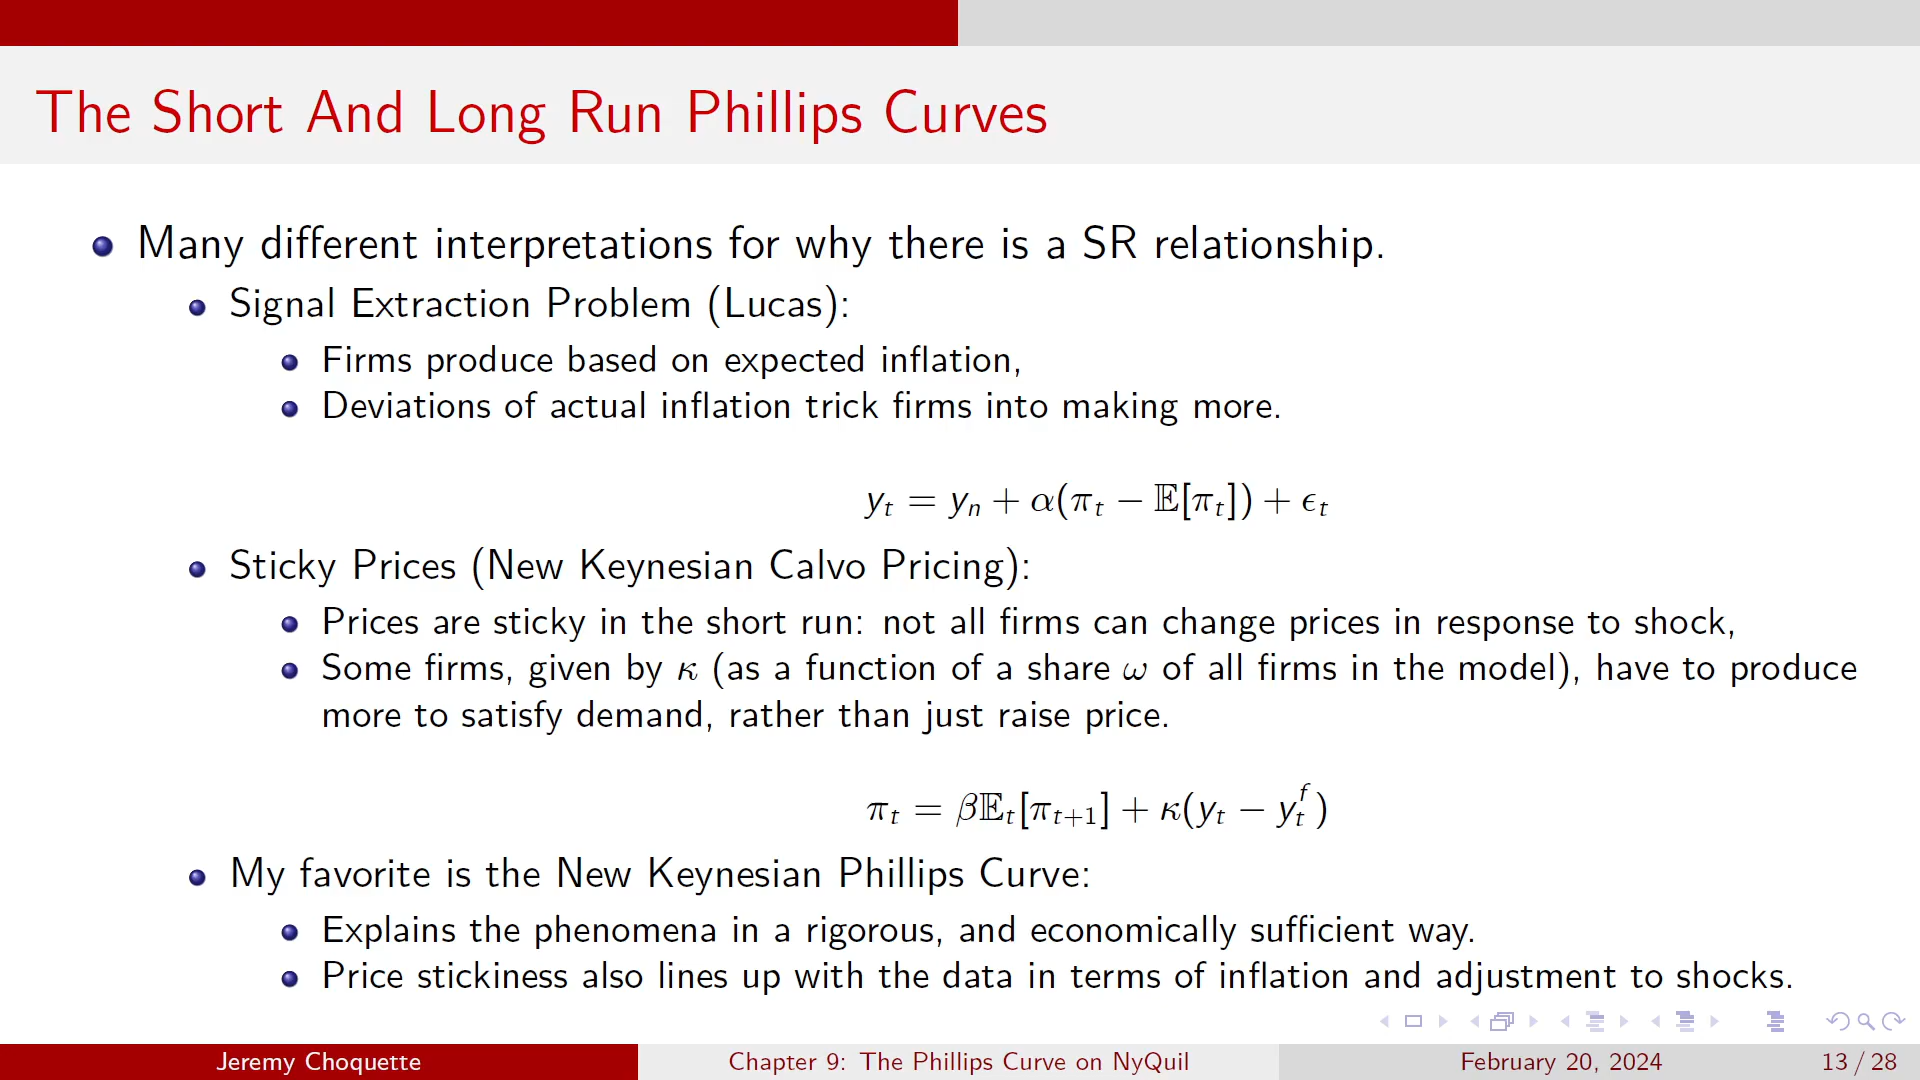 The Short And Long Run Phillips Curves
Many different interpretations for why there is a SR relationship.
Signal Extraction Problem (Lucas):
Firms produce based on expected inflation,
Deviations of actual inflation trick firms into making more.
y_t = y_n + α(π_t − 𝔼[π_t]) + ϵ_t
Sticky Prices (New Keynesian Calvo Pricing):
Prices are sticky in the short run: not all firms can change prices in response to shock,
Some firms, given by κ (as a function of a share ω of all firms in the model), have to produce
more to satisfy demand, rather than just raise price.
π_t = β𝔼_t[π_{t+1}] + κ(y_t − y_t^f)
My favorite is the New Keynesian Phillips Curve:
Explains the phenomena in a rigorous, and economically sufficient way.
Price stickiness also lines up with the data in terms of inflation and adjustment to shocks.
Jeremy Choquette
Chapter 9: The Phillips Curve on NyQuil
February 20, 2024
13 / 28